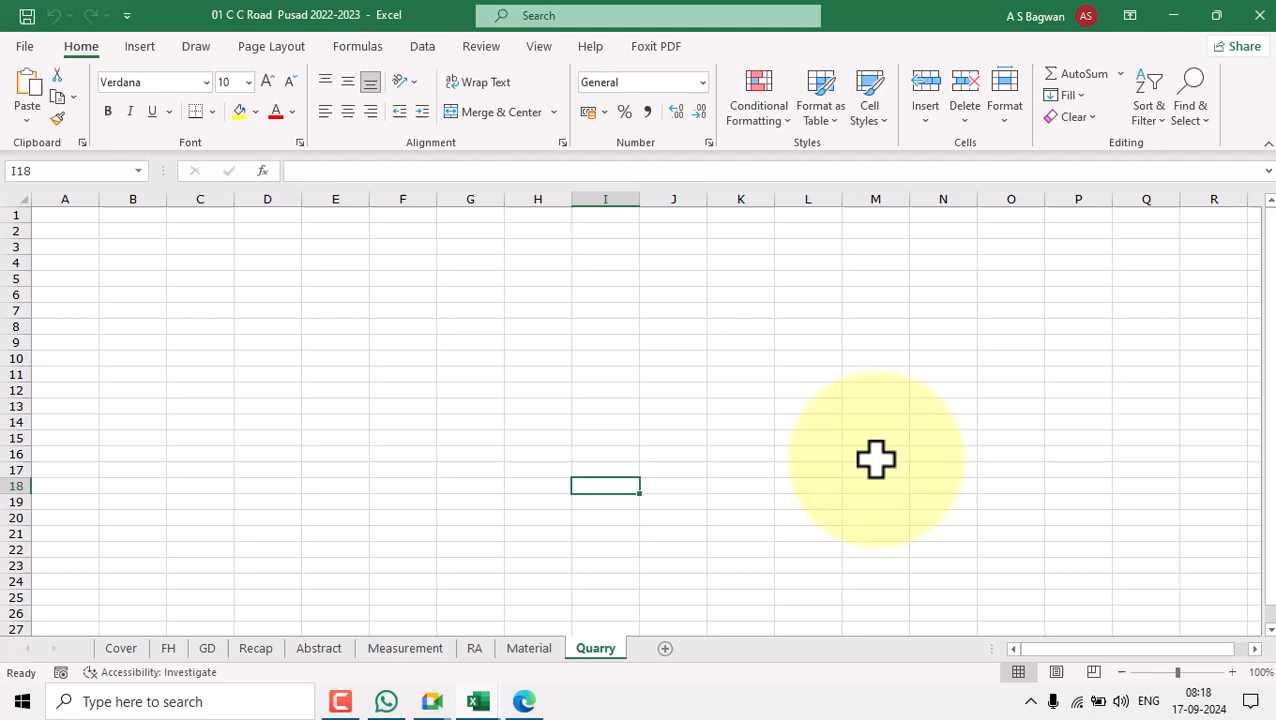 01 C C Road Pusad 2022-2023 - Excel
Search
A S Bagwan AS
File Home Insert Draw Page Layout Formulas Data Review View Help Foxit PDF Share
Verdana 10 Wrap Text General AutoSum
Paste Fill
B I U Merge & Center % Conditional Formatting Format as Table Cell Styles Insert Delete Format Clear Sort & Filter Find & Select
Clipboard Font Alignment Number Styles Cells Editing
I18 fx
A B C D E F G H I J K L M N O P Q R
1
2
3
4
5
6
7
8
9
10
11
12
13
14
15
16
17
18
19
20
21
22
23
24
25
26
27
Cover FH GD Recap Abstract Measurement RA Material Quarry
Ready Accessibility: Investigate 100%
Type here to search ENG 08:18
17-09-2024